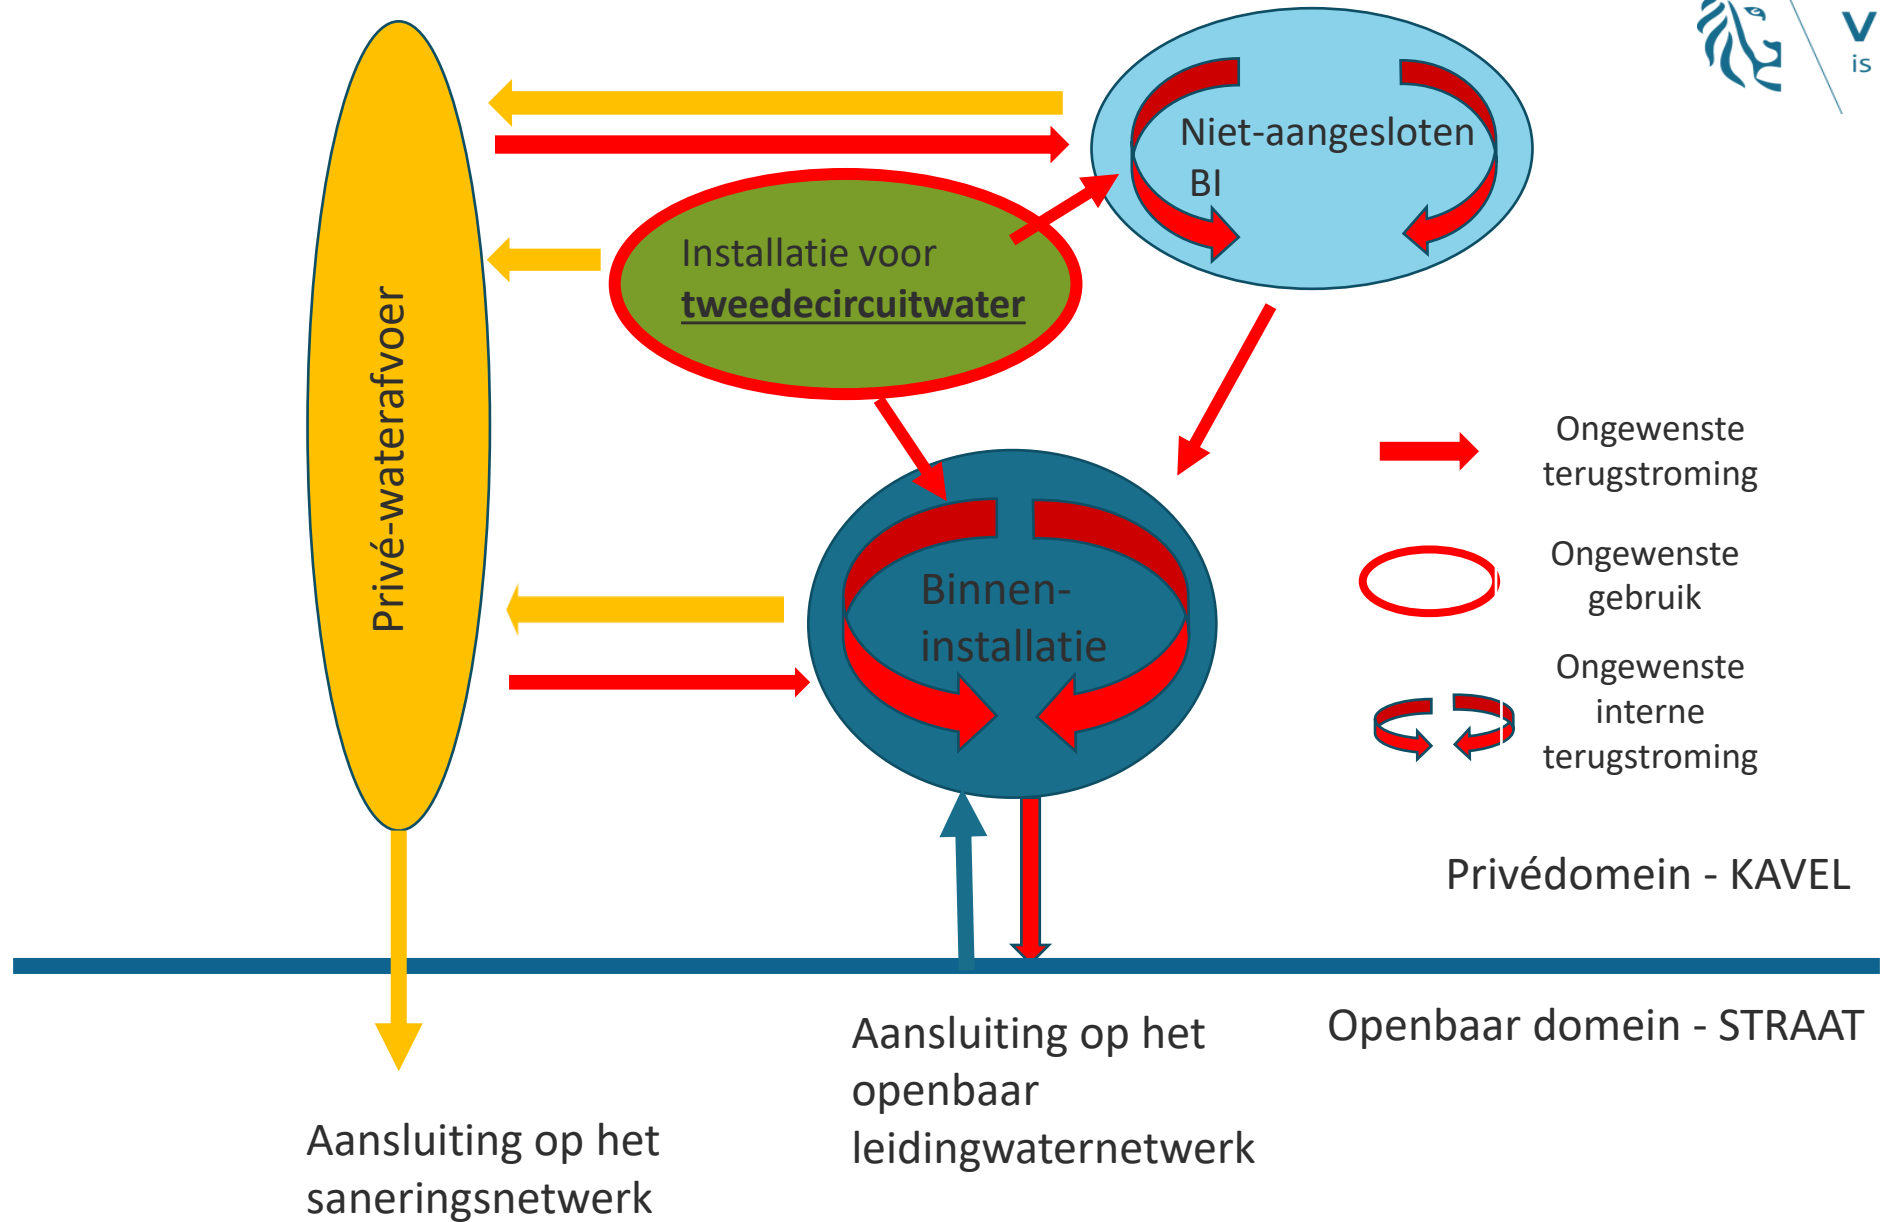 V
is
Niet-aangesloten
BI
Installatie voor
tweedecircuitwater
Privé-waterafvoer
Ongewenste
terugstroming
Ongewenste
gebruik
Binnen-
installatie
Ongewenste
interne
terugstroming
Privédomein - KAVEL
Openbaar domein - STRAAT
Aansluiting op het
openbaar
leidingwaternetwerk
Aansluiting op het
saneringsnetwerk